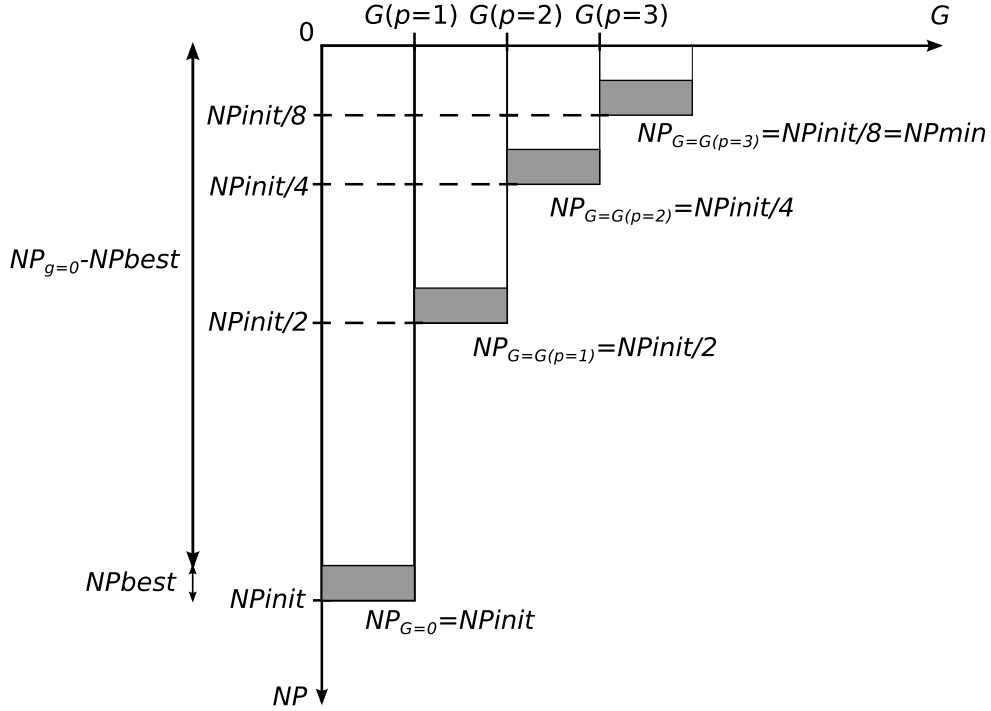 G(p=1) G(p=2) G(p=3) G
0
NPinit/8
NP_{G=G(p=3)}=NPinit/8=NPmin
NPinit/4
NP_{G=G(p=2)}=NPinit/4
NP_{g=0}-NPbest
NPinit/2
NP_{G=G(p=1)}=NPinit/2
NPbest
NPinit
NP_{G=0}=NPinit
NP